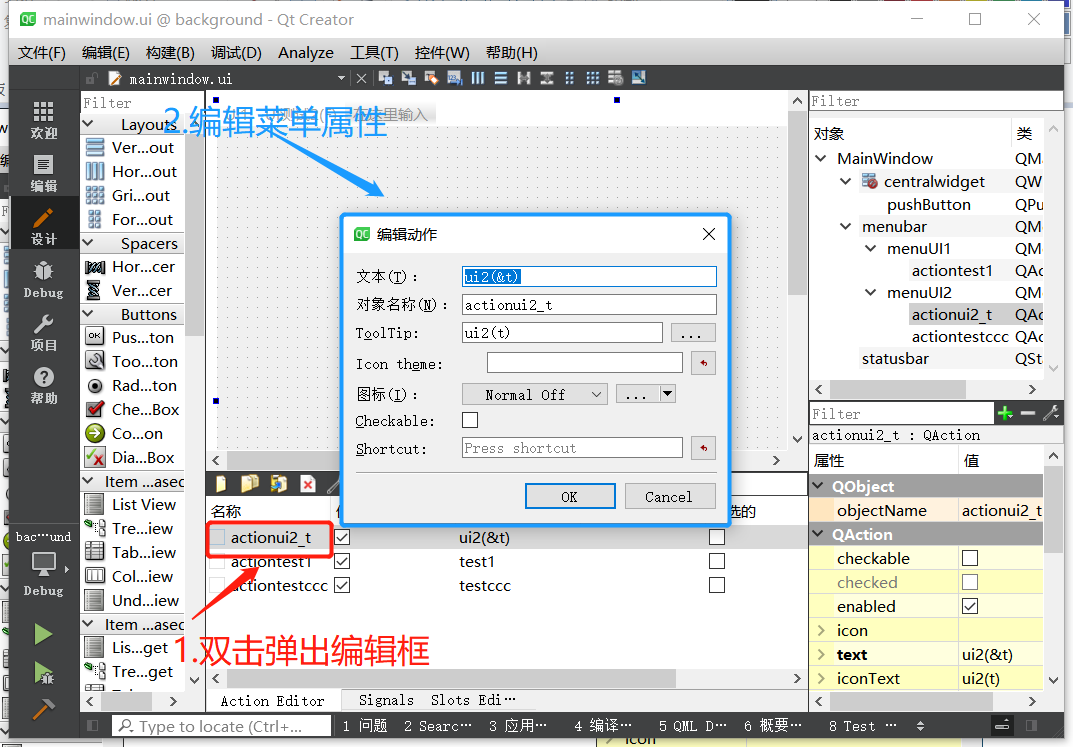 mainwindow.ui @ background - Qt Creator
文件(F) 编辑(E) 构建(B) 调试(D) Analyze 工具(T) 控件(W) 帮助(H)
mainwindow.ui
欢迎
编辑
设计
Debug
项目
帮助
bac···und
Debug
Filter
Layouts
Ver...out
Hor...out
Gri...out
For...out
Spacers
Hor...cer
Ver...cer
Buttons
Pus...ton
Too...ton
Rad...ton
Che...Box
Co...on
Dia...Box
Item ...ased
List View
Tre...iew
Tab...iew
Col...iew
Und...iew
Item ...ased
Lis...get
Tre...get
这里输入
2.编辑菜单属性
编辑动作
文本(T):
ui2(&t)
对象名称(N):
actionui2_t
ToolTip:
ui2(t)
...
Icon theme:
图标(I):
Normal Off
...
Checkable:
Shortcut:
Press shortcut
OK
Cancel
名称
选的
actionui2_t ui2(&t)
actiontest1 test1
actiontestccc testccc
1.双击弹出编辑框
Action Editor Signals Slots Edi···
Filter
对象 类
MainWindow QM
centralwidget QW
pushButton QPu
menubar QM
menuUI1 QM
actiontest1 QAc
menuUI2 QM
actionui2_t QAc
actiontestccc QAc
statusbar QSt
Filter
actionui2_t : QAction
属性 值
QObject
objectName actionui2_t
QAction
checkable
checked
enabled
icon
text ui2(&t)
iconText ui2(t)
Type to locate (Ctrl+... 1 问题 2 Searc··· 3 应用··· 4 编译··· 5 QML D··· 6 概要··· 8 Test ···
icon